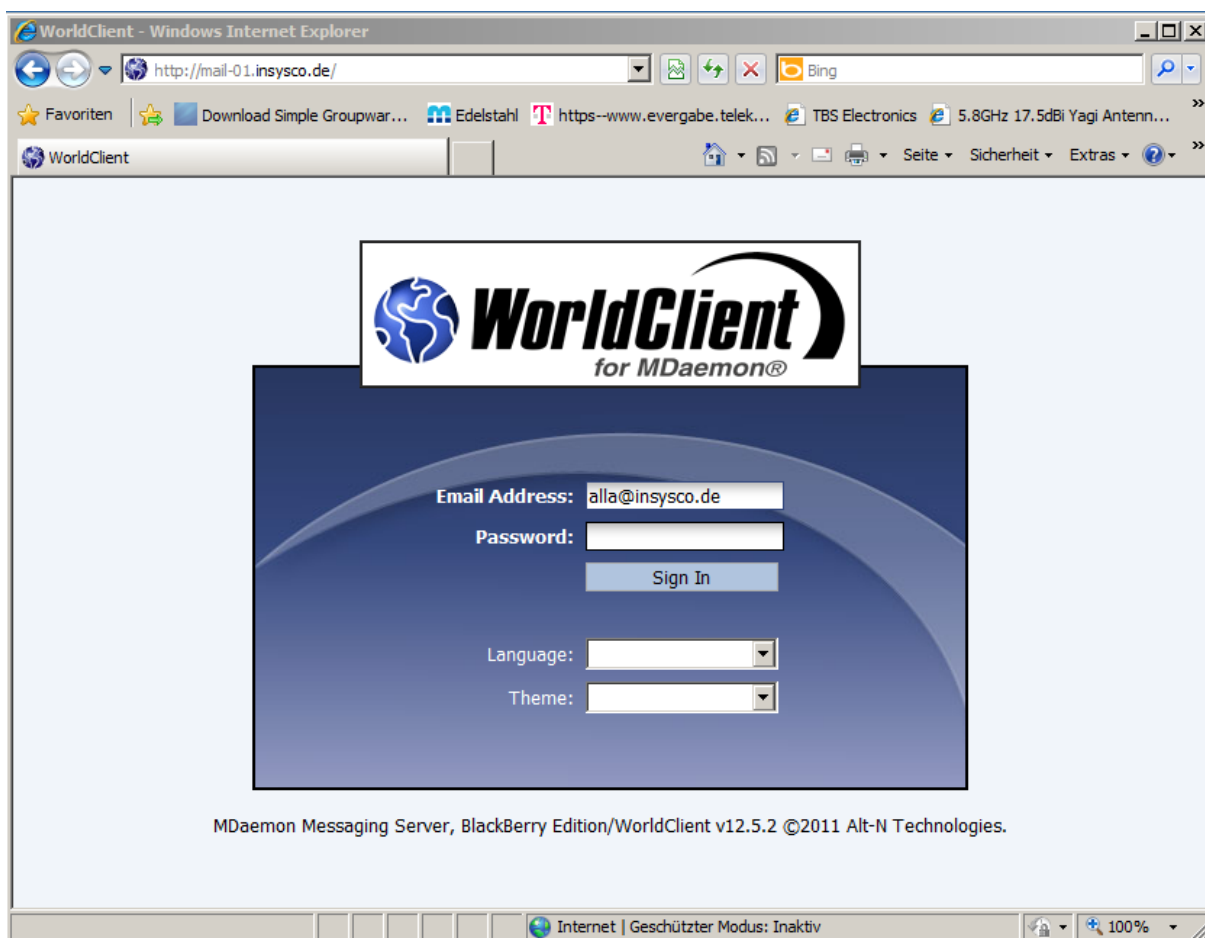 WorldClient - Windows Internet Explorer
http://mail-01.insysco.de/
Bing
Favoriten
Download Simple Groupwar...
Edelstahl
https--www.evergabe.telek...
TBS Electronics
5.8GHz 17.5dBi Yagi Antenn...
WorldClient
Seite
Sicherheit
Extras
WorldClient
for MDaemon®
Email Address: alla@insysco.de
Password:
Sign In
Language:
Theme:
MDaemon Messaging Server, BlackBerry Edition/WorldClient v12.5.2 ©2011 Alt-N Technologies.
Internet | Geschützter Modus: Inaktiv
100%